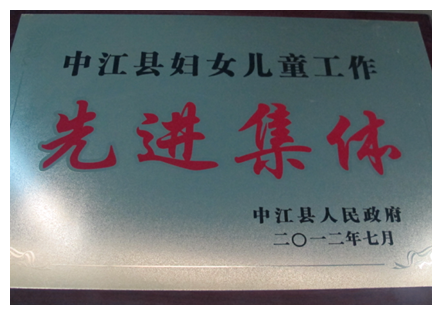 中江县妇女儿童工作
先进集体
中江县人民政府
二〇一二年七月